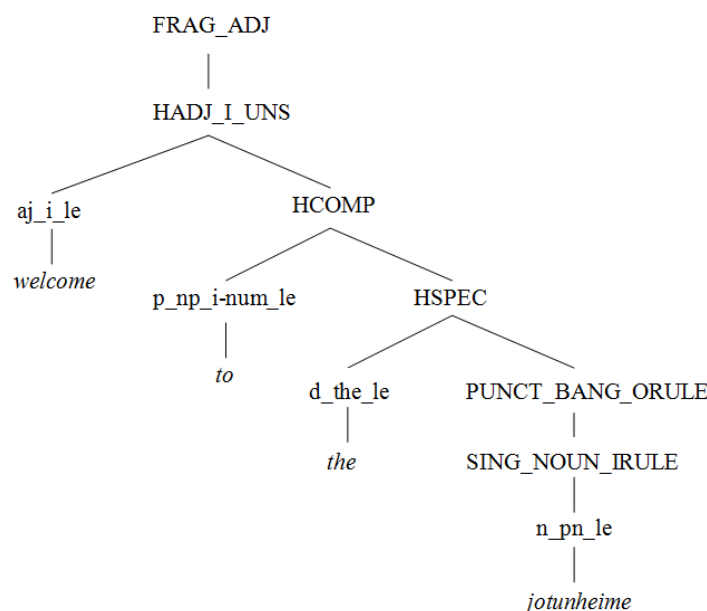 FRAG_ADJ
HADJ_I_UNS
aj_i_le
HCOMP
welcome
p_np_i-num_le
HSPEC
to
d_the_le
PUNCT_BANG_ORULE
the
SING_NOUN_IRULE
n_pn_le
jotunheime